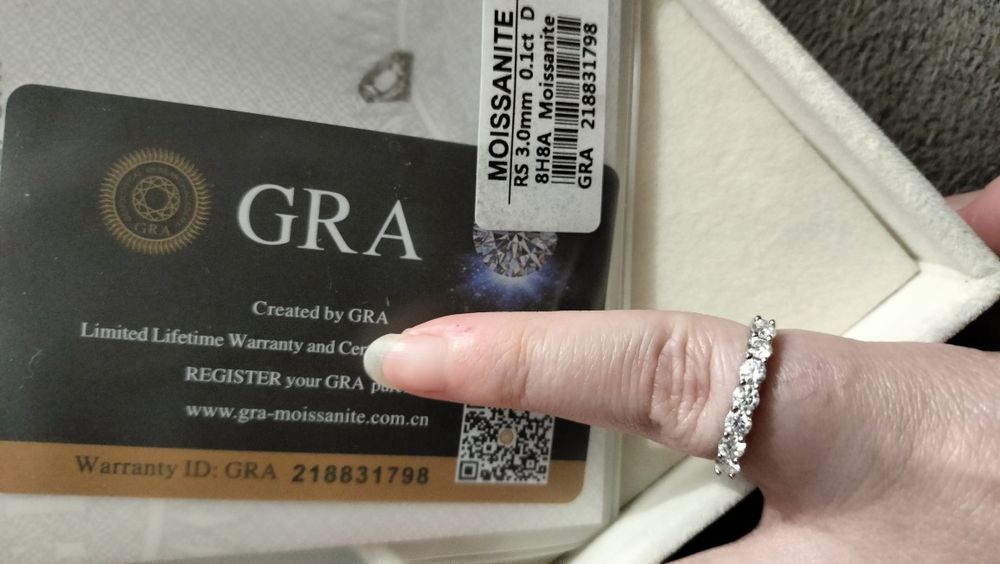 MOISSANITE
RS 3.0mm 0.1ct D
8H8A Moissanite
GRA 218831798
GRA
GRA
Created by GRA
Limited Lifetime Warranty and
REGISTER your GRA
www.gra-moissanite.com.cn
Warranty ID: GRA 218831798